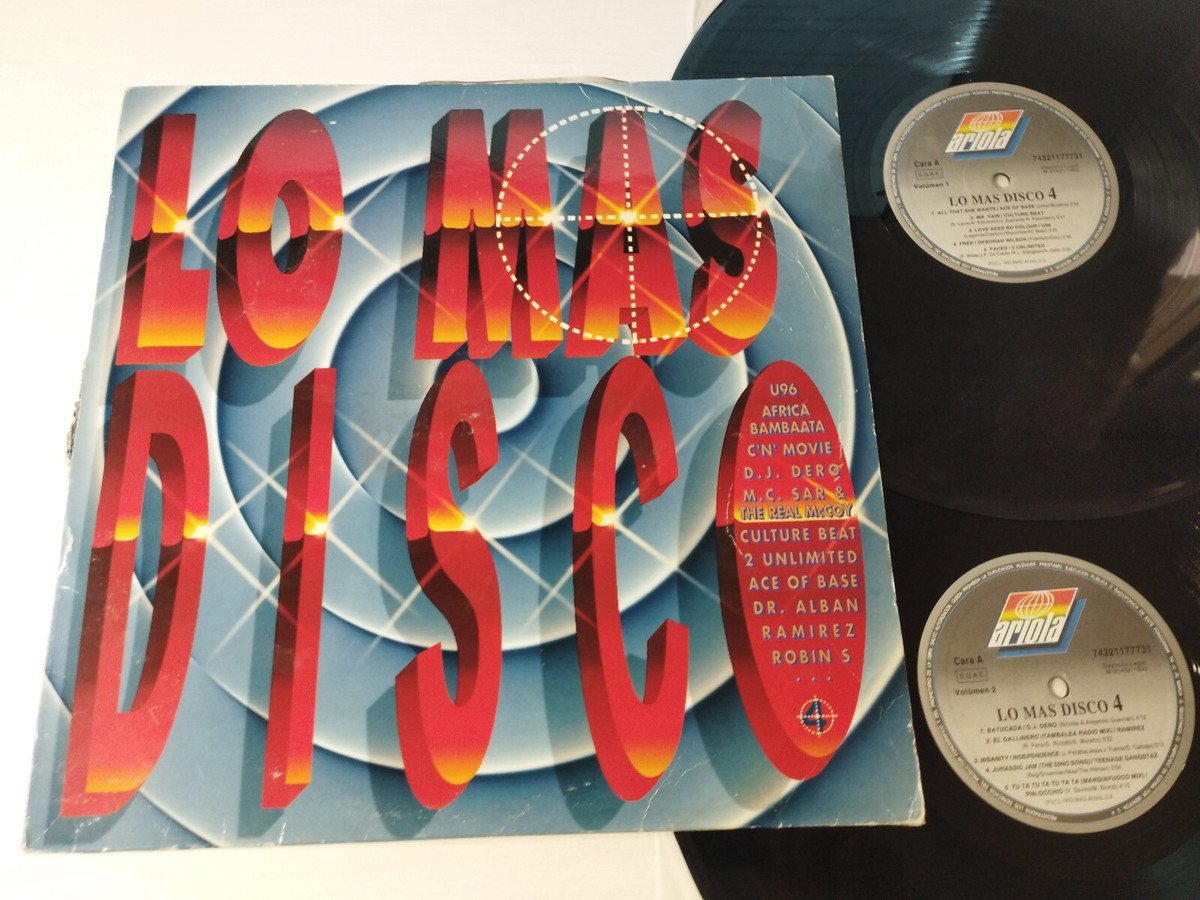 LO MAS
DISCO
U96
AFRICA
BAMBAATA
C'N' MOVIE
D.J. DERO
M.C. SAR &
THE REAL McCOY
CULTURE BEAT
2 UNLIMITED
ACE OF BASE
DR. ALBAN
RAMIREZ
ROBIN S
...
4
ariola
Cara A
74321177731
S.G.A.E.
Volúmen 1
LO MAS DISCO 4
1. ALL THAT SHE WANTS / ACE OF BASE
2. MR. VAIN / CULTURE BEAT
3. LOVE SEES NO COLOUR / U96
4. FREE / DEBORAH WILSON
5. FACES / 2 UNLIMITED
ariola
Cara A
74321177731
S.G.A.E.
Volúmen 2
LO MAS DISCO 4
1. BATUCADA / D.J. DERO
2. EL GALLINERO (TAMBALEA RADIO MIX) / RAMIREZ
3. INSANITY / INDEPENDENCE
4. JURASSIC JAM (THE DINO SONG) / TEENAGE GANGSTAZ
5. TU TA TU TA TU TA TA (MANGIAFUOCO MIX) /
PIN-OCCHIO